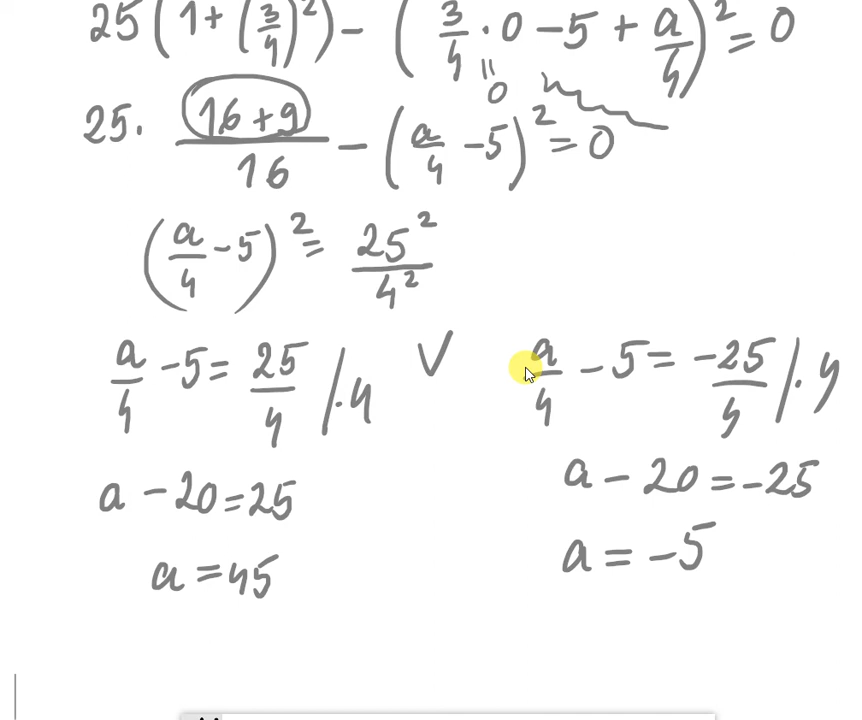 25(1+(3/4)²) − (3/4 · 0 − 5 + a/4)² = 0
= 0
25 · (16+9)/16 − (a/4 − 5)² = 0
(a/4 − 5)² = 25²/4²
a/4 − 5 = 25/4 /·4 ∨ a/4 − 5 = −25/4 /·4
a − 20 = 25 a − 20 = −25
a = 45 a = −5